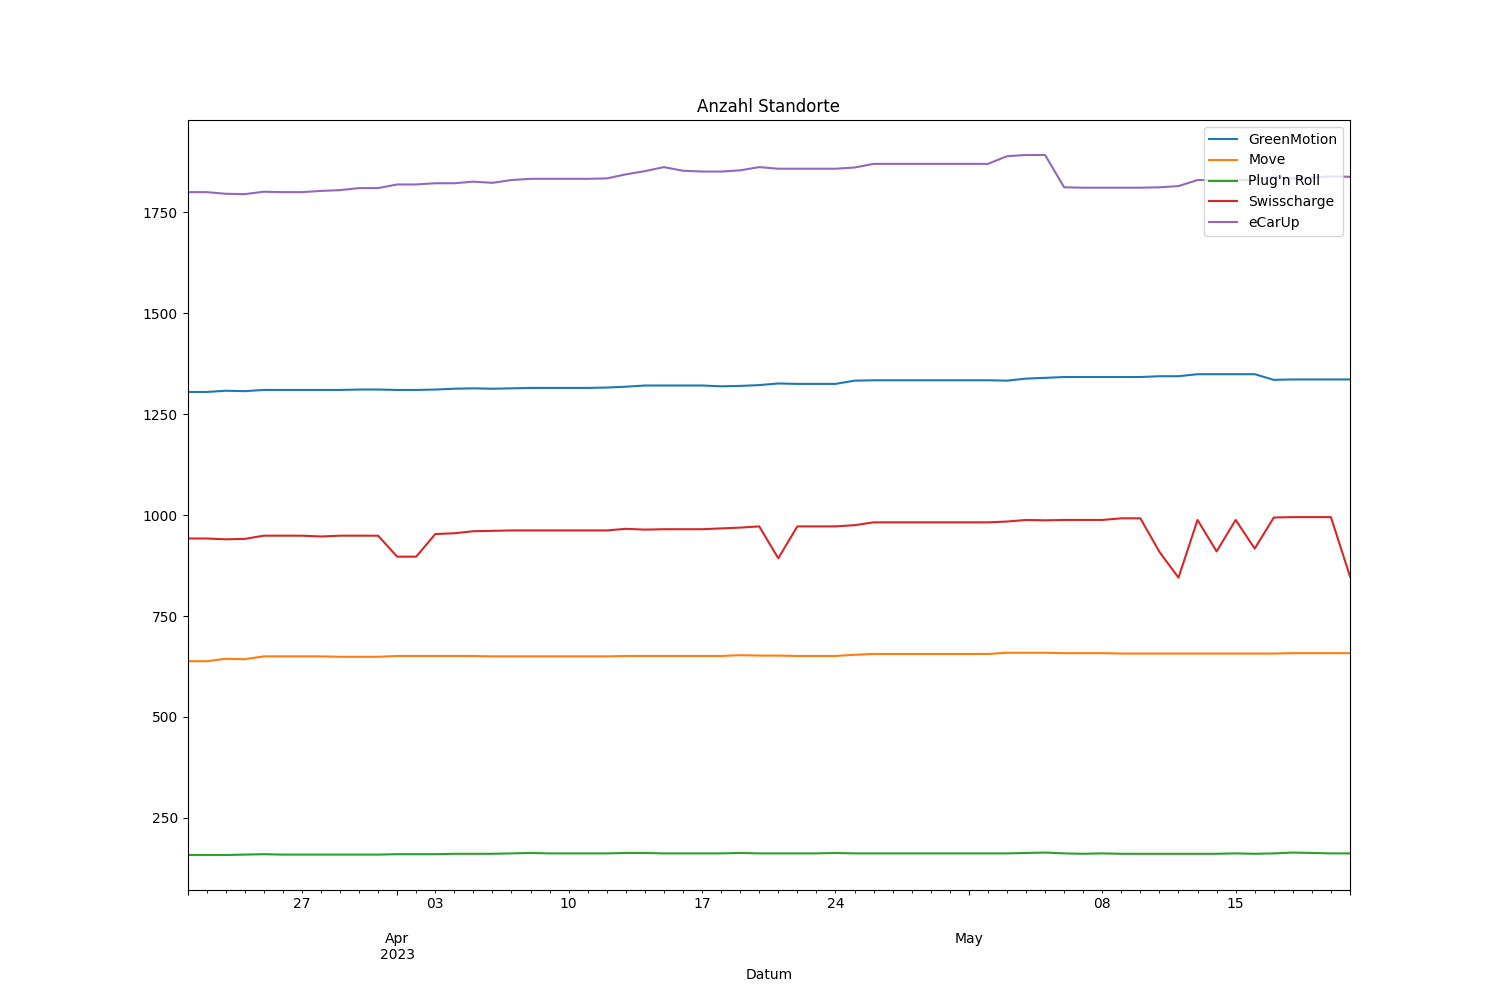 Anzahl Standorte
GreenMotion
Move
Plug'n Roll
Swisscharge
eCarUp
1750
1500
1250
1000
750
500
250
27 03 10 17 24 08 15
Apr May
2023
Datum